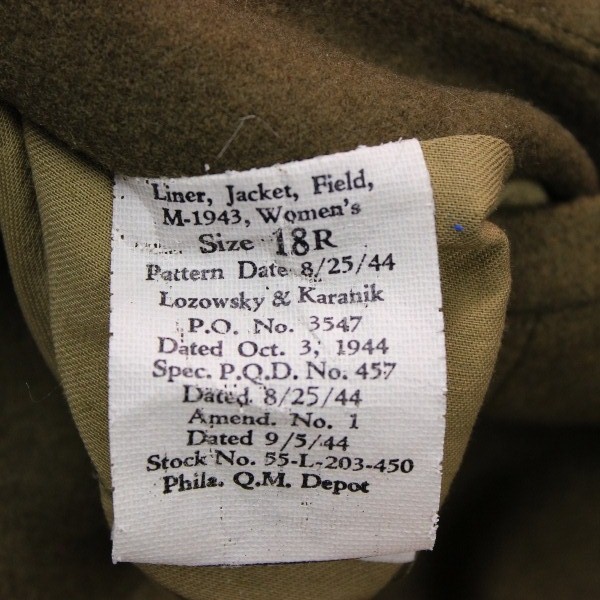 Liner, Jacket, Field,
M-1943, Women's
Size 18R
Pattern Date 8/25/44
Lozowsky & Karanik
P.O. No. 3547
Dated Oct. 3, 1944
Spec. P.Q.D. No. 457
Dated 8/25/44
Amend. No. 1
Dated 9/5/44
Stock No. 55-L-203-450
Phila. Q.M. Depot